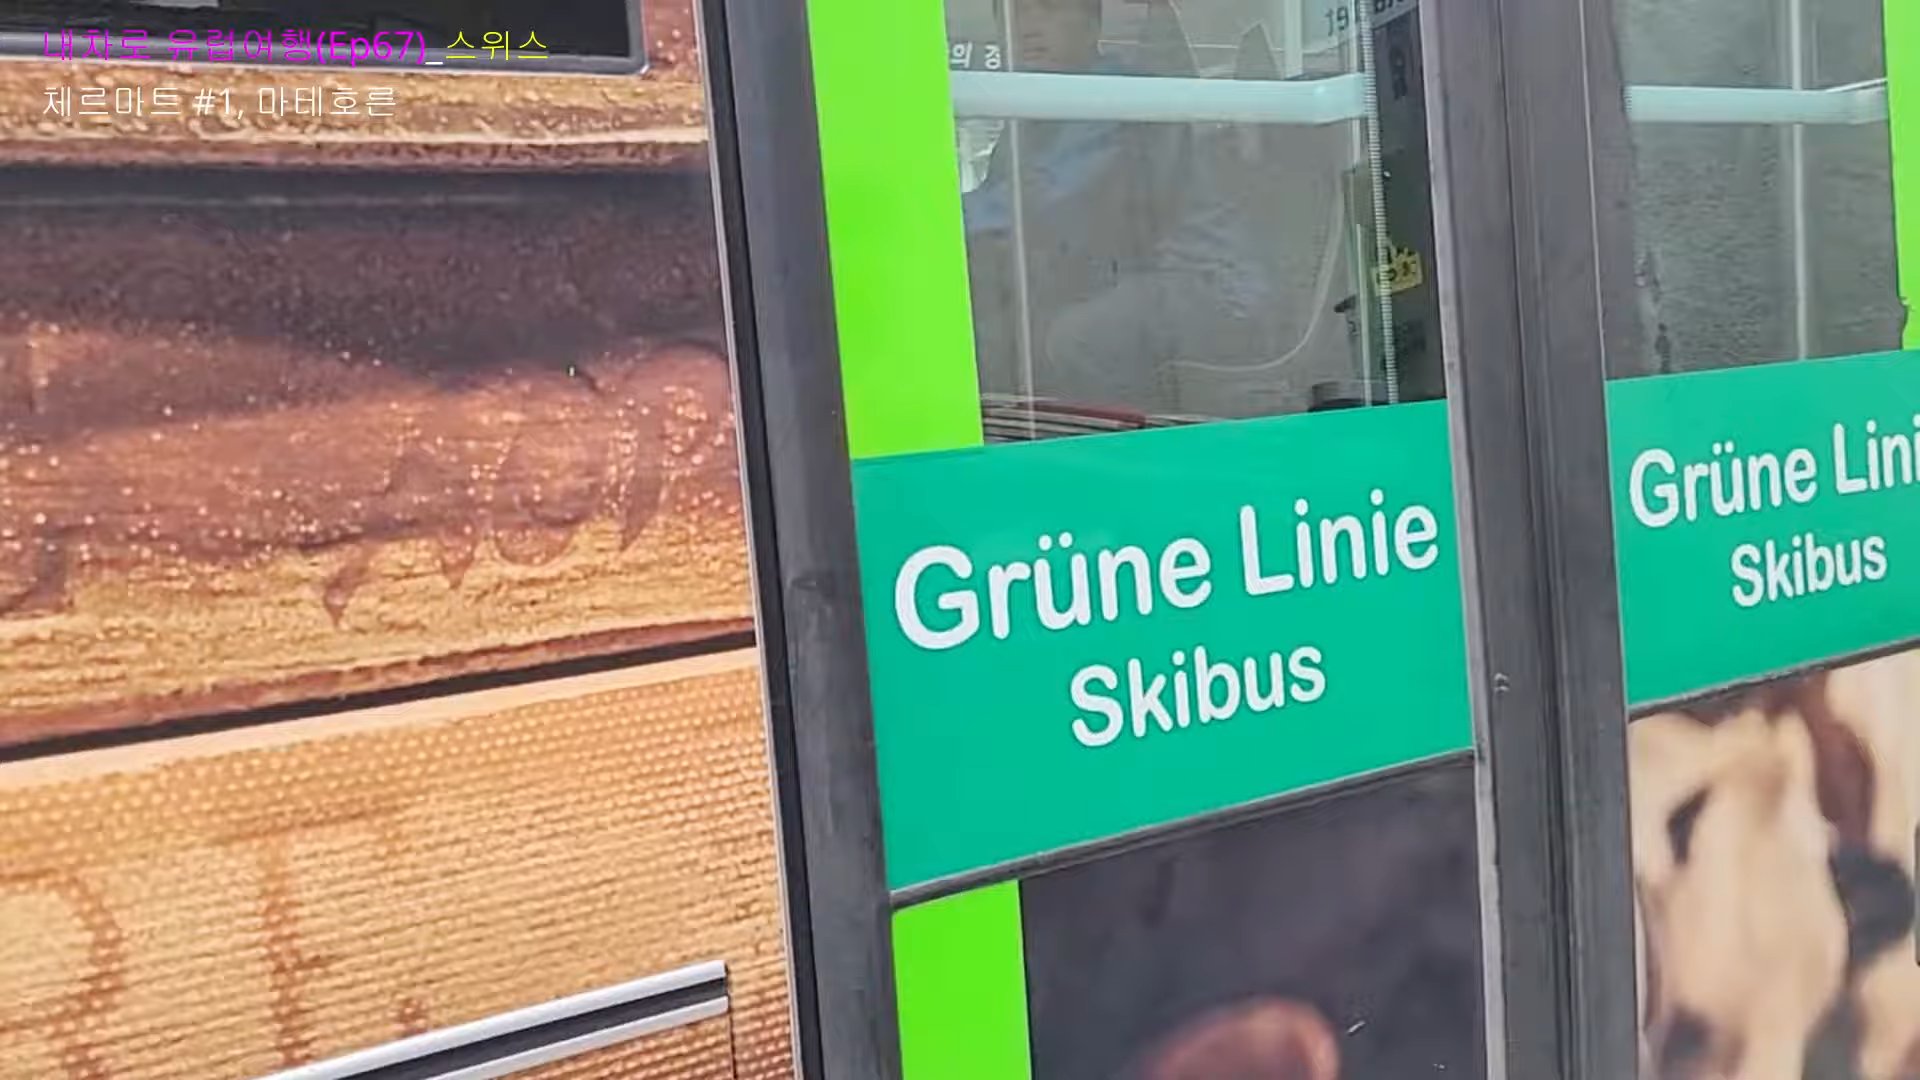 내차로 유럽여행(Ep67)_스위스
체르마트 #1, 마테호른
Grüne Linie
Skibus
Grüne Lini
Skibus